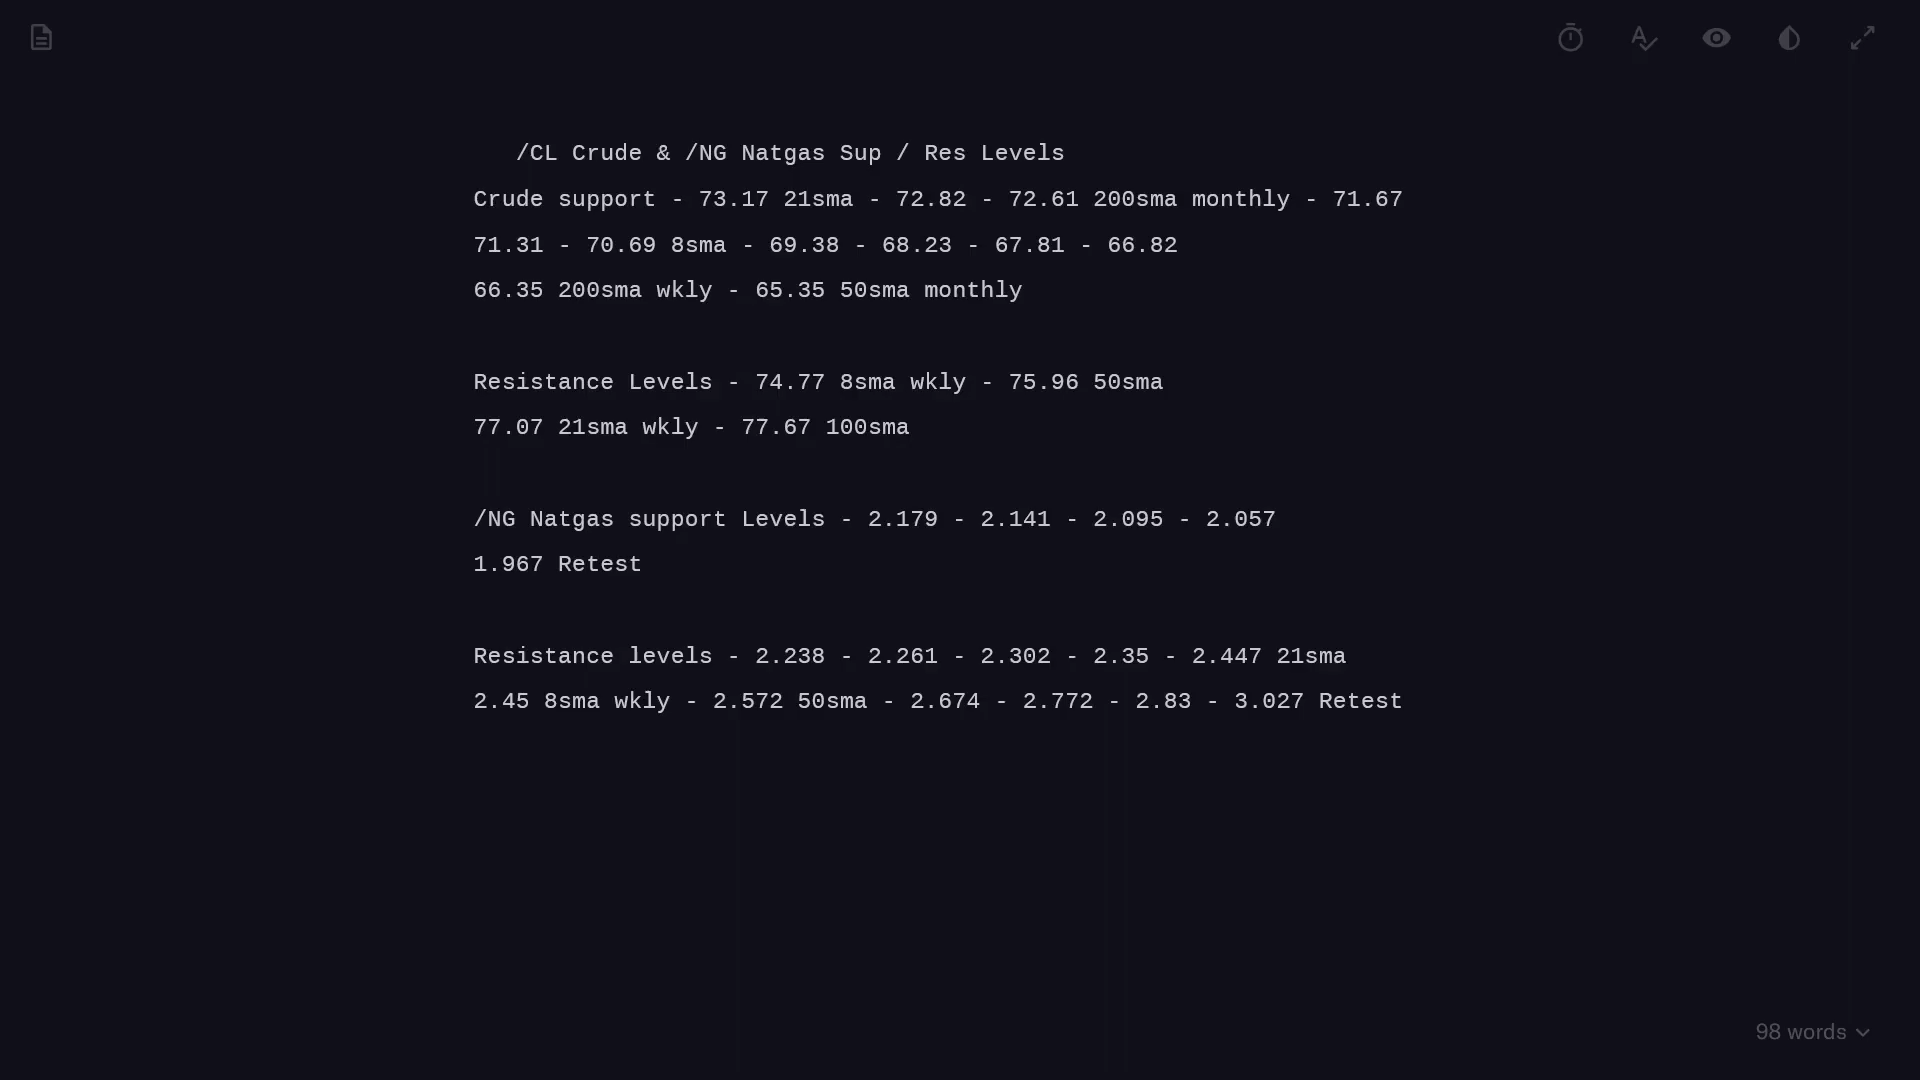 /CL Crude & /NG Natgas Sup / Res Levels
Crude support - 73.17 21sma - 72.82 - 72.61 200sma monthly - 71.67
71.31 - 70.69 8sma - 69.38 - 68.23 - 67.81 - 66.82
66.35 200sma wkly - 65.35 50sma monthly
Resistance Levels - 74.77 8sma wkly - 75.96 50sma
77.07 21sma wkly - 77.67 100sma
/NG Natgas support Levels - 2.179 - 2.141 - 2.095 - 2.057
1.967 Retest
Resistance levels - 2.238 - 2.261 - 2.302 - 2.35 - 2.447 21sma
2.45 8sma wkly - 2.572 50sma - 2.674 - 2.772 - 2.83 - 3.027 Retest
98 words